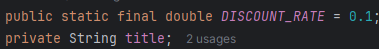 public static final double DISCOUNT_RATE = 0.1;
private String title; 2 usages